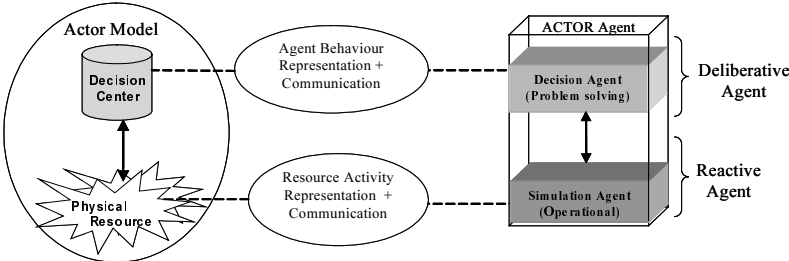 Actor Model
Decision
Center
Physical
Resource
Agent Behaviour
Representation +
Communication
Resource Activity
Representation +
Communication
ACTOR Agent
Decision Agent
(Problem solving)
Simulation Agent
(Operational)
Deliberative
Agent
Reactive
Agent